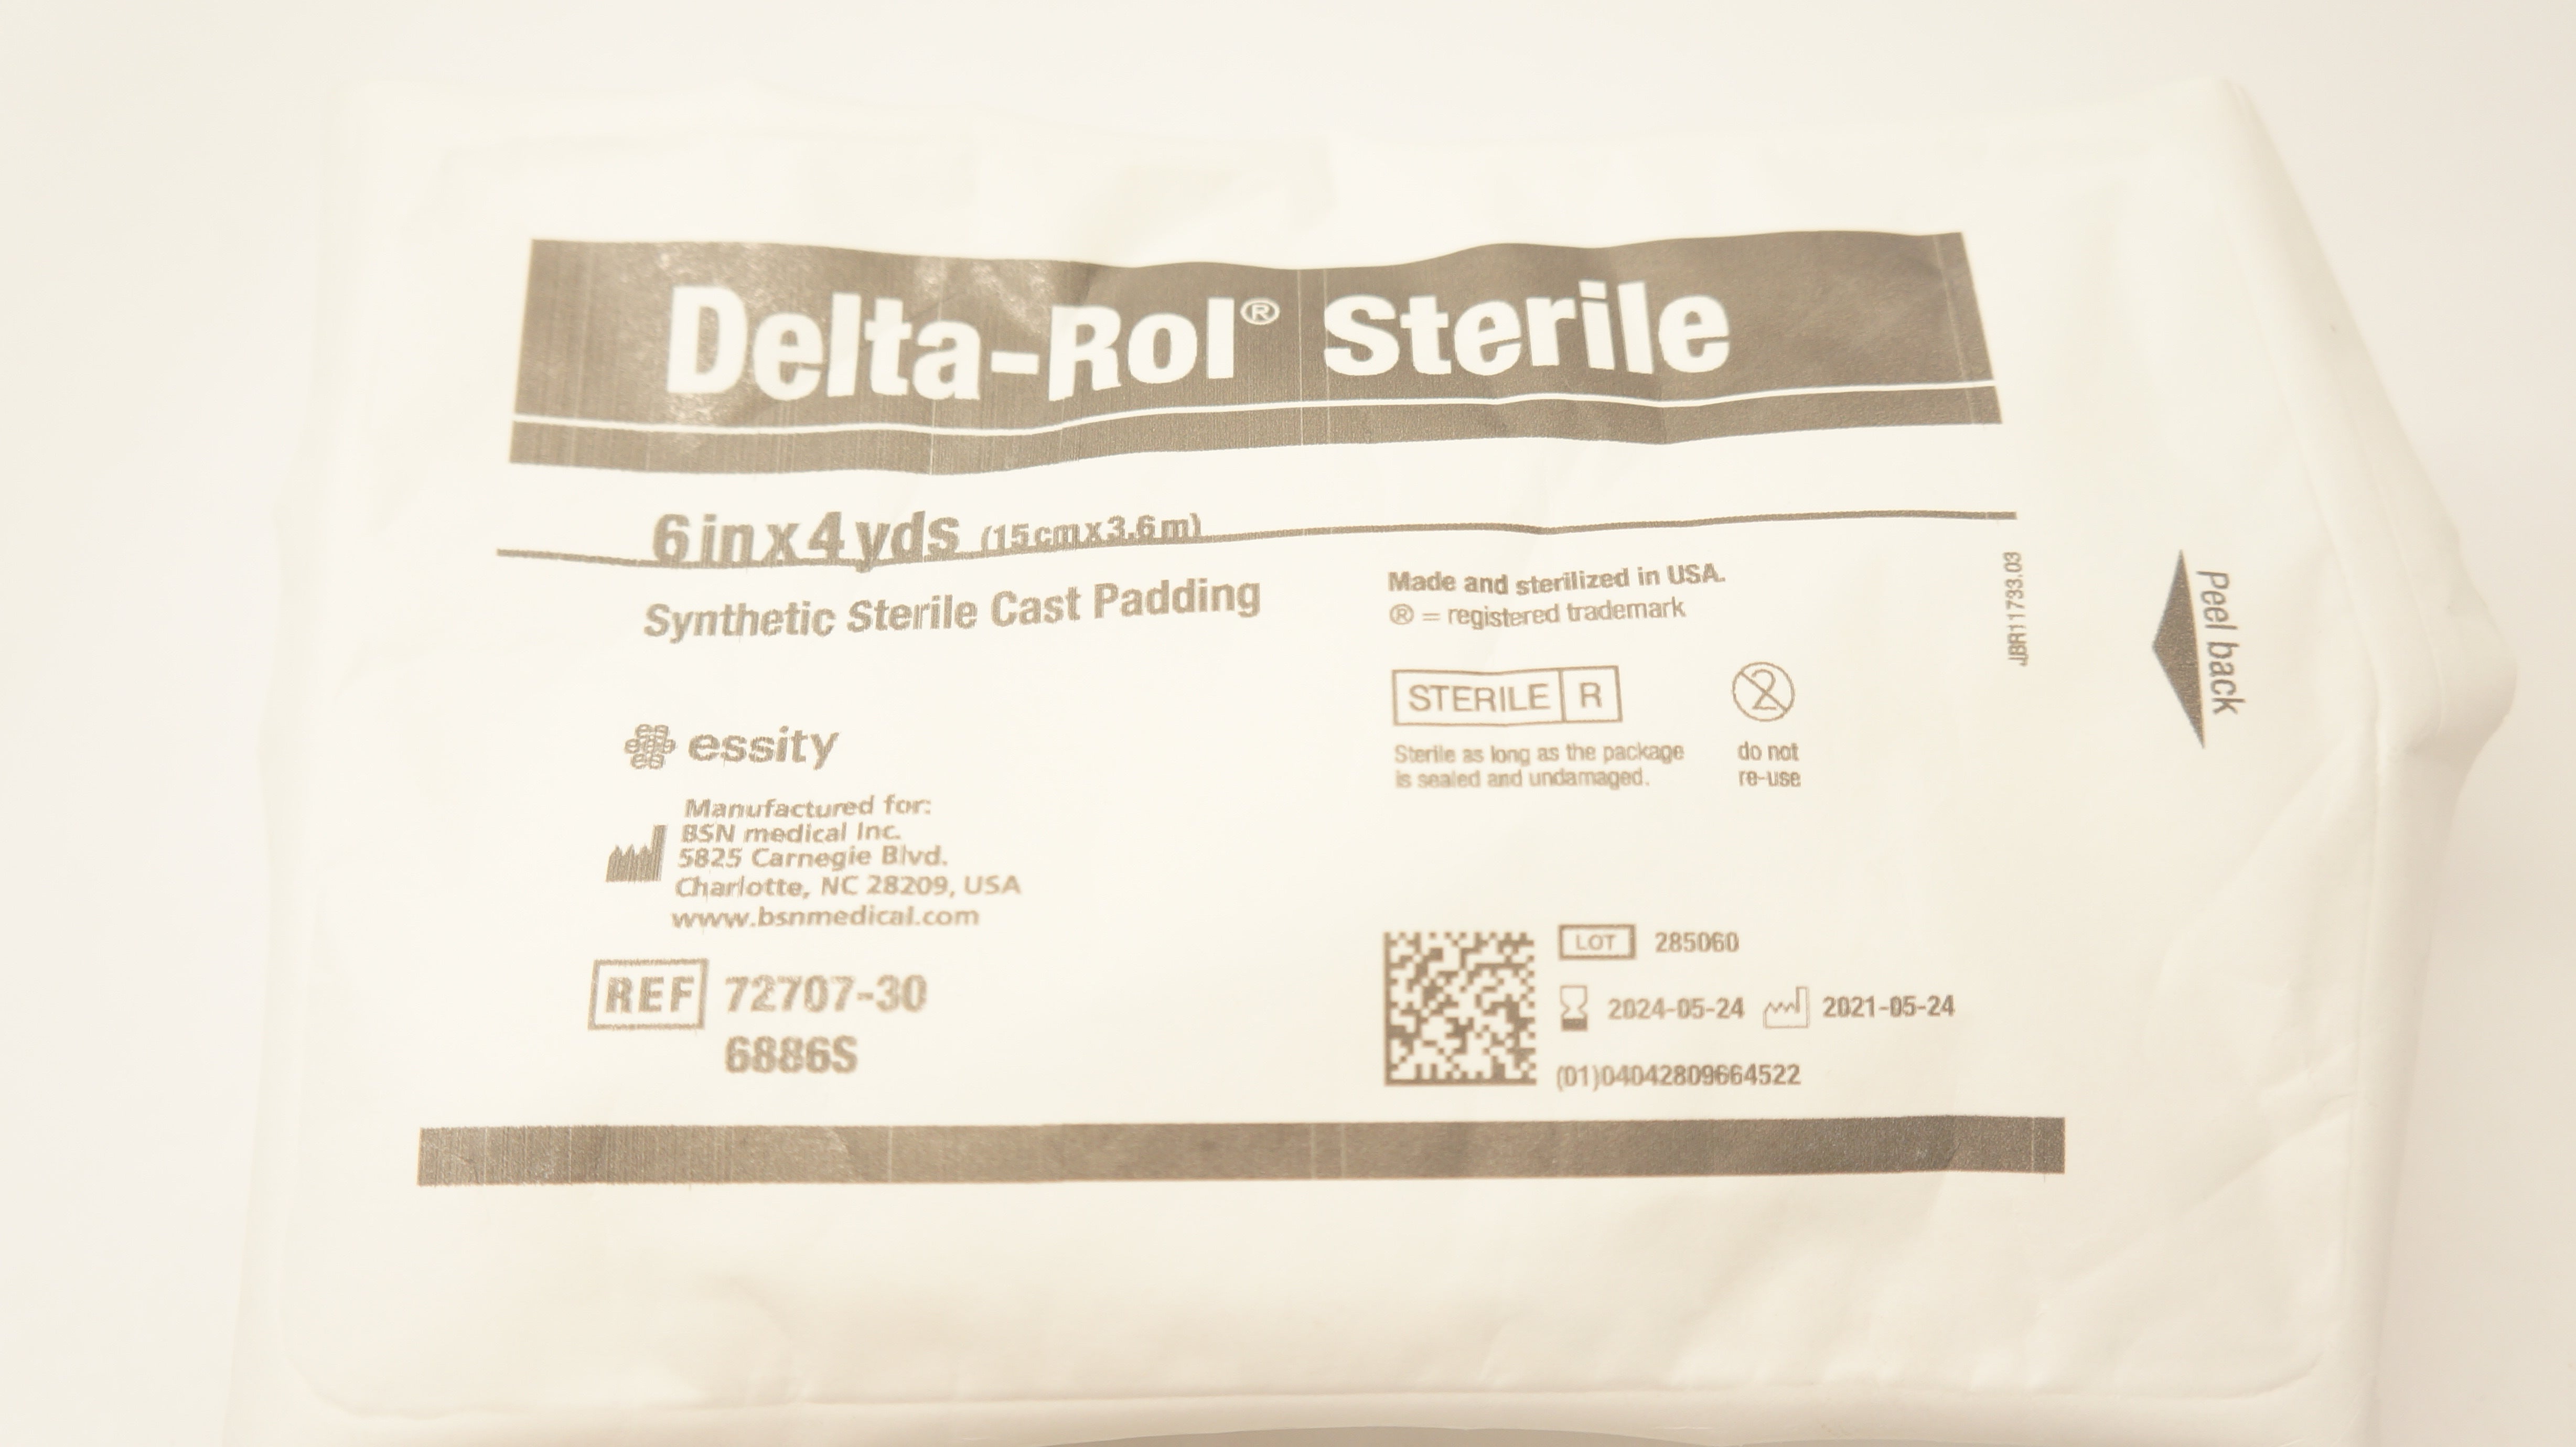 Delta-Rol® Sterile
6 in x 4 yds (15 cm x 3.6 m)
Synthetic Sterile Cast Padding
essity
Manufactured for:
BSN medical Inc.
5825 Carnegie Blvd.
Charlotte, NC 28209, USA
www.bsnmedical.com
REF 72707-30
6886S
Made and sterilized in USA.
® = registered trademark
STERILE R
Sterile as long as the package
is sealed and undamaged.
2
do not
re-use
LOT 285060
2024-05-24 2021-05-24
(01)04042809664522
JBR11733.03
Peel back